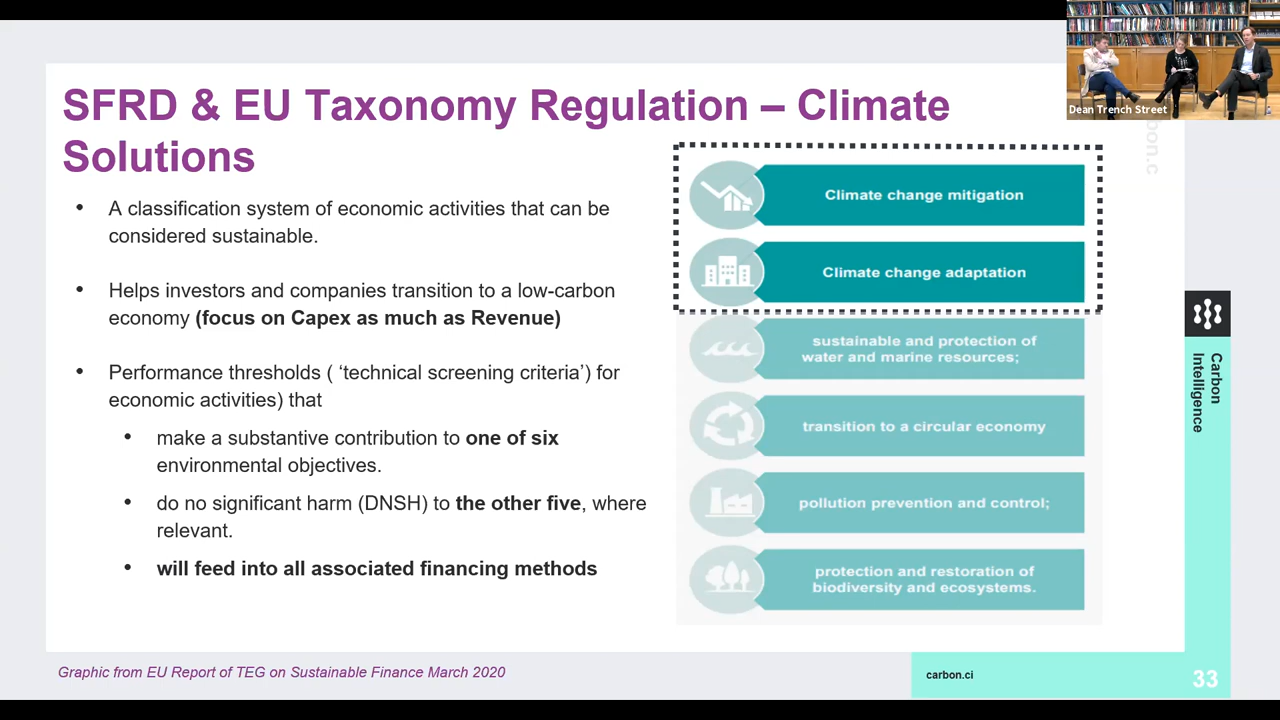 SFRD & EU Taxonomy Regulation – Climate
Solutions
• A classification system of economic activities that can be
considered sustainable.
• Helps investors and companies transition to a low-carbon
economy (focus on Capex as much as Revenue)
• Performance thresholds ( ‘technical screening criteria’) for
economic activities) that
• make a substantive contribution to one of six
environmental objectives.
• do no significant harm (DNSH) to the other five, where
relevant.
• will feed into all associated financing methods
Climate change mitigation
Climate change adaptation
sustainable and protection of
water and marine resources;
transition to a circular economy
pollution prevention and control;
protection and restoration of
biodiversity and ecosystems.
Dean Trench Street
Carbon
Intelligence
Graphic from EU Report of TEG on Sustainable Finance March 2020
carbon.ci
33